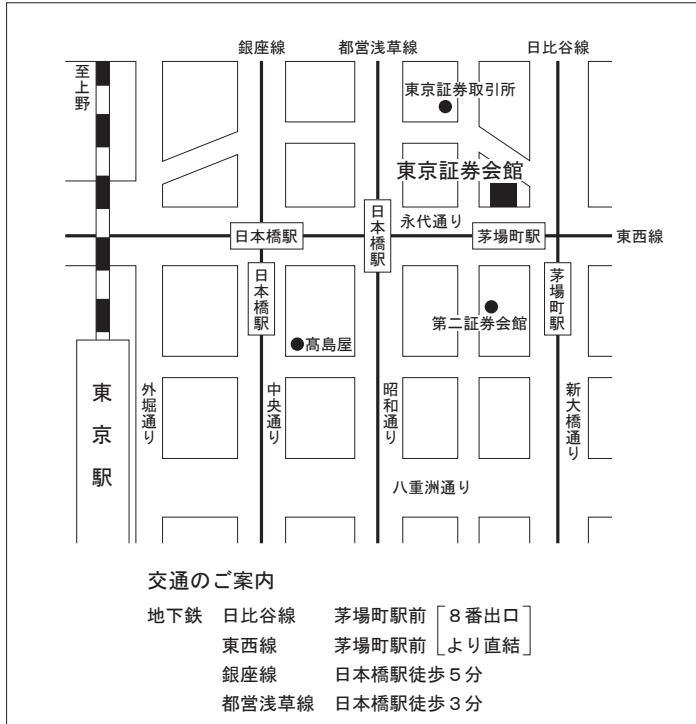 銀座線
都営浅草線
日比谷線
至上野
東京証券取引所
東京証券会館
永代通り
日本橋駅
日本橋駅
茅場町駅
東西線
日本橋駅
茅場町駅
第二証券会館
髙島屋
東京駅
外堀通り
中央通り
昭和通り
新大橋通り
八重洲通り
交通のご案内
地下鉄 日比谷線 茅場町駅前 [8番出口
東西線 茅場町駅前 より直結]
銀座線 日本橋駅徒歩5分
都営浅草線 日本橋駅徒歩3分